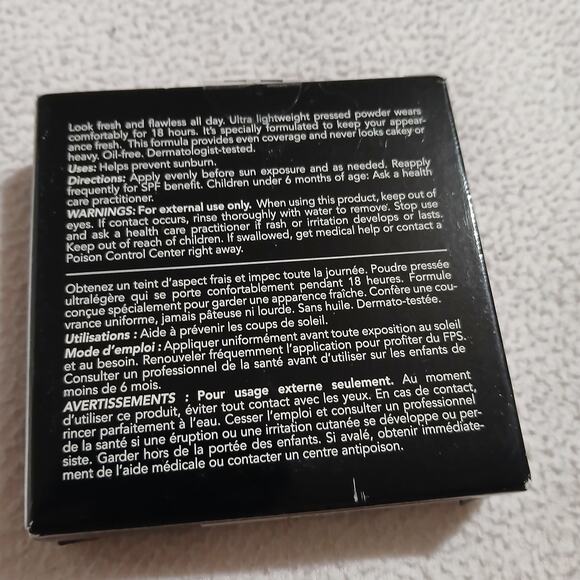 Look fresh and flawless all day. Ultra lightweight pressed powder wears
comfortably for 18 hours. It's specially formulated to keep your appear-
ance fresh. This formula provides even coverage and never looks cakey or
heavy. Oil-free. Dermatologist-tested.
Uses: Helps prevent sunburn.
Directions: Apply evenly before sun exposure and as needed. Reapply
frequently for SPF benefit. Children under 6 months of age: Ask a health
care practitioner.
WARNINGS: For external use only. When using this product, keep out of
eyes. If contact occurs, rinse thoroughly with water to remove. Stop use
and ask a health care practitioner if rash or irritation develops or lasts.
Keep out of reach of children. If swallowed, get medical help or contact a
Poison Control Center right away.
Obtenez un teint d'aspect frais et impec toute la journée. Poudre pressée
ultralégère qui se porte confortablement pendant 18 heures. Formule
conçue spécialement pour garder une apparence fraîche. Confère une cou-
vrance uniforme, jamais pâteuse ni lourde. Sans huile. Dermato-testée.
Utilisations : Aide à prévenir les coups de soleil.
Mode d'emploi : Appliquer uniformément avant toute exposition au soleil
et au besoin. Renouveler fréquemment l'application pour profiter du FPS.
Consulter un professionnel de la santé avant d'utiliser sur les enfants de
moins de 6 mois.
AVERTISSEMENTS : Pour usage externe seulement. Au moment
d'utiliser ce produit, éviter tout contact avec les yeux. En cas de contact,
rincer parfaitement à l'eau. Cesser l'emploi et consulter un professionnel
de la santé si une éruption ou une irritation cutanée se développe ou per-
siste. Garder hors de la portée des enfants. Si avalé, obtenir immédiate-
ment de l'aide médicale ou contacter un centre antipoison.